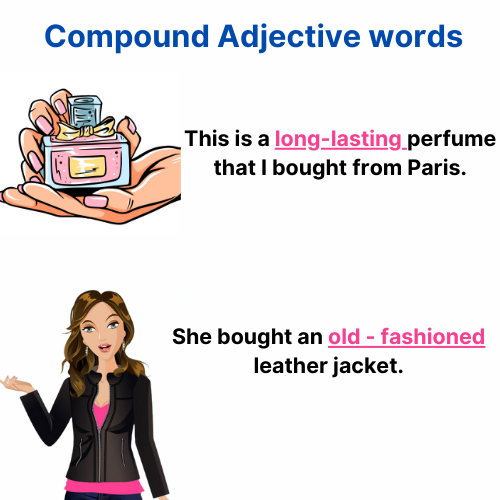 Compound Adjective words
This is a long-lasting perfume
that I bought from Paris.
She bought an old - fashioned
leather jacket.